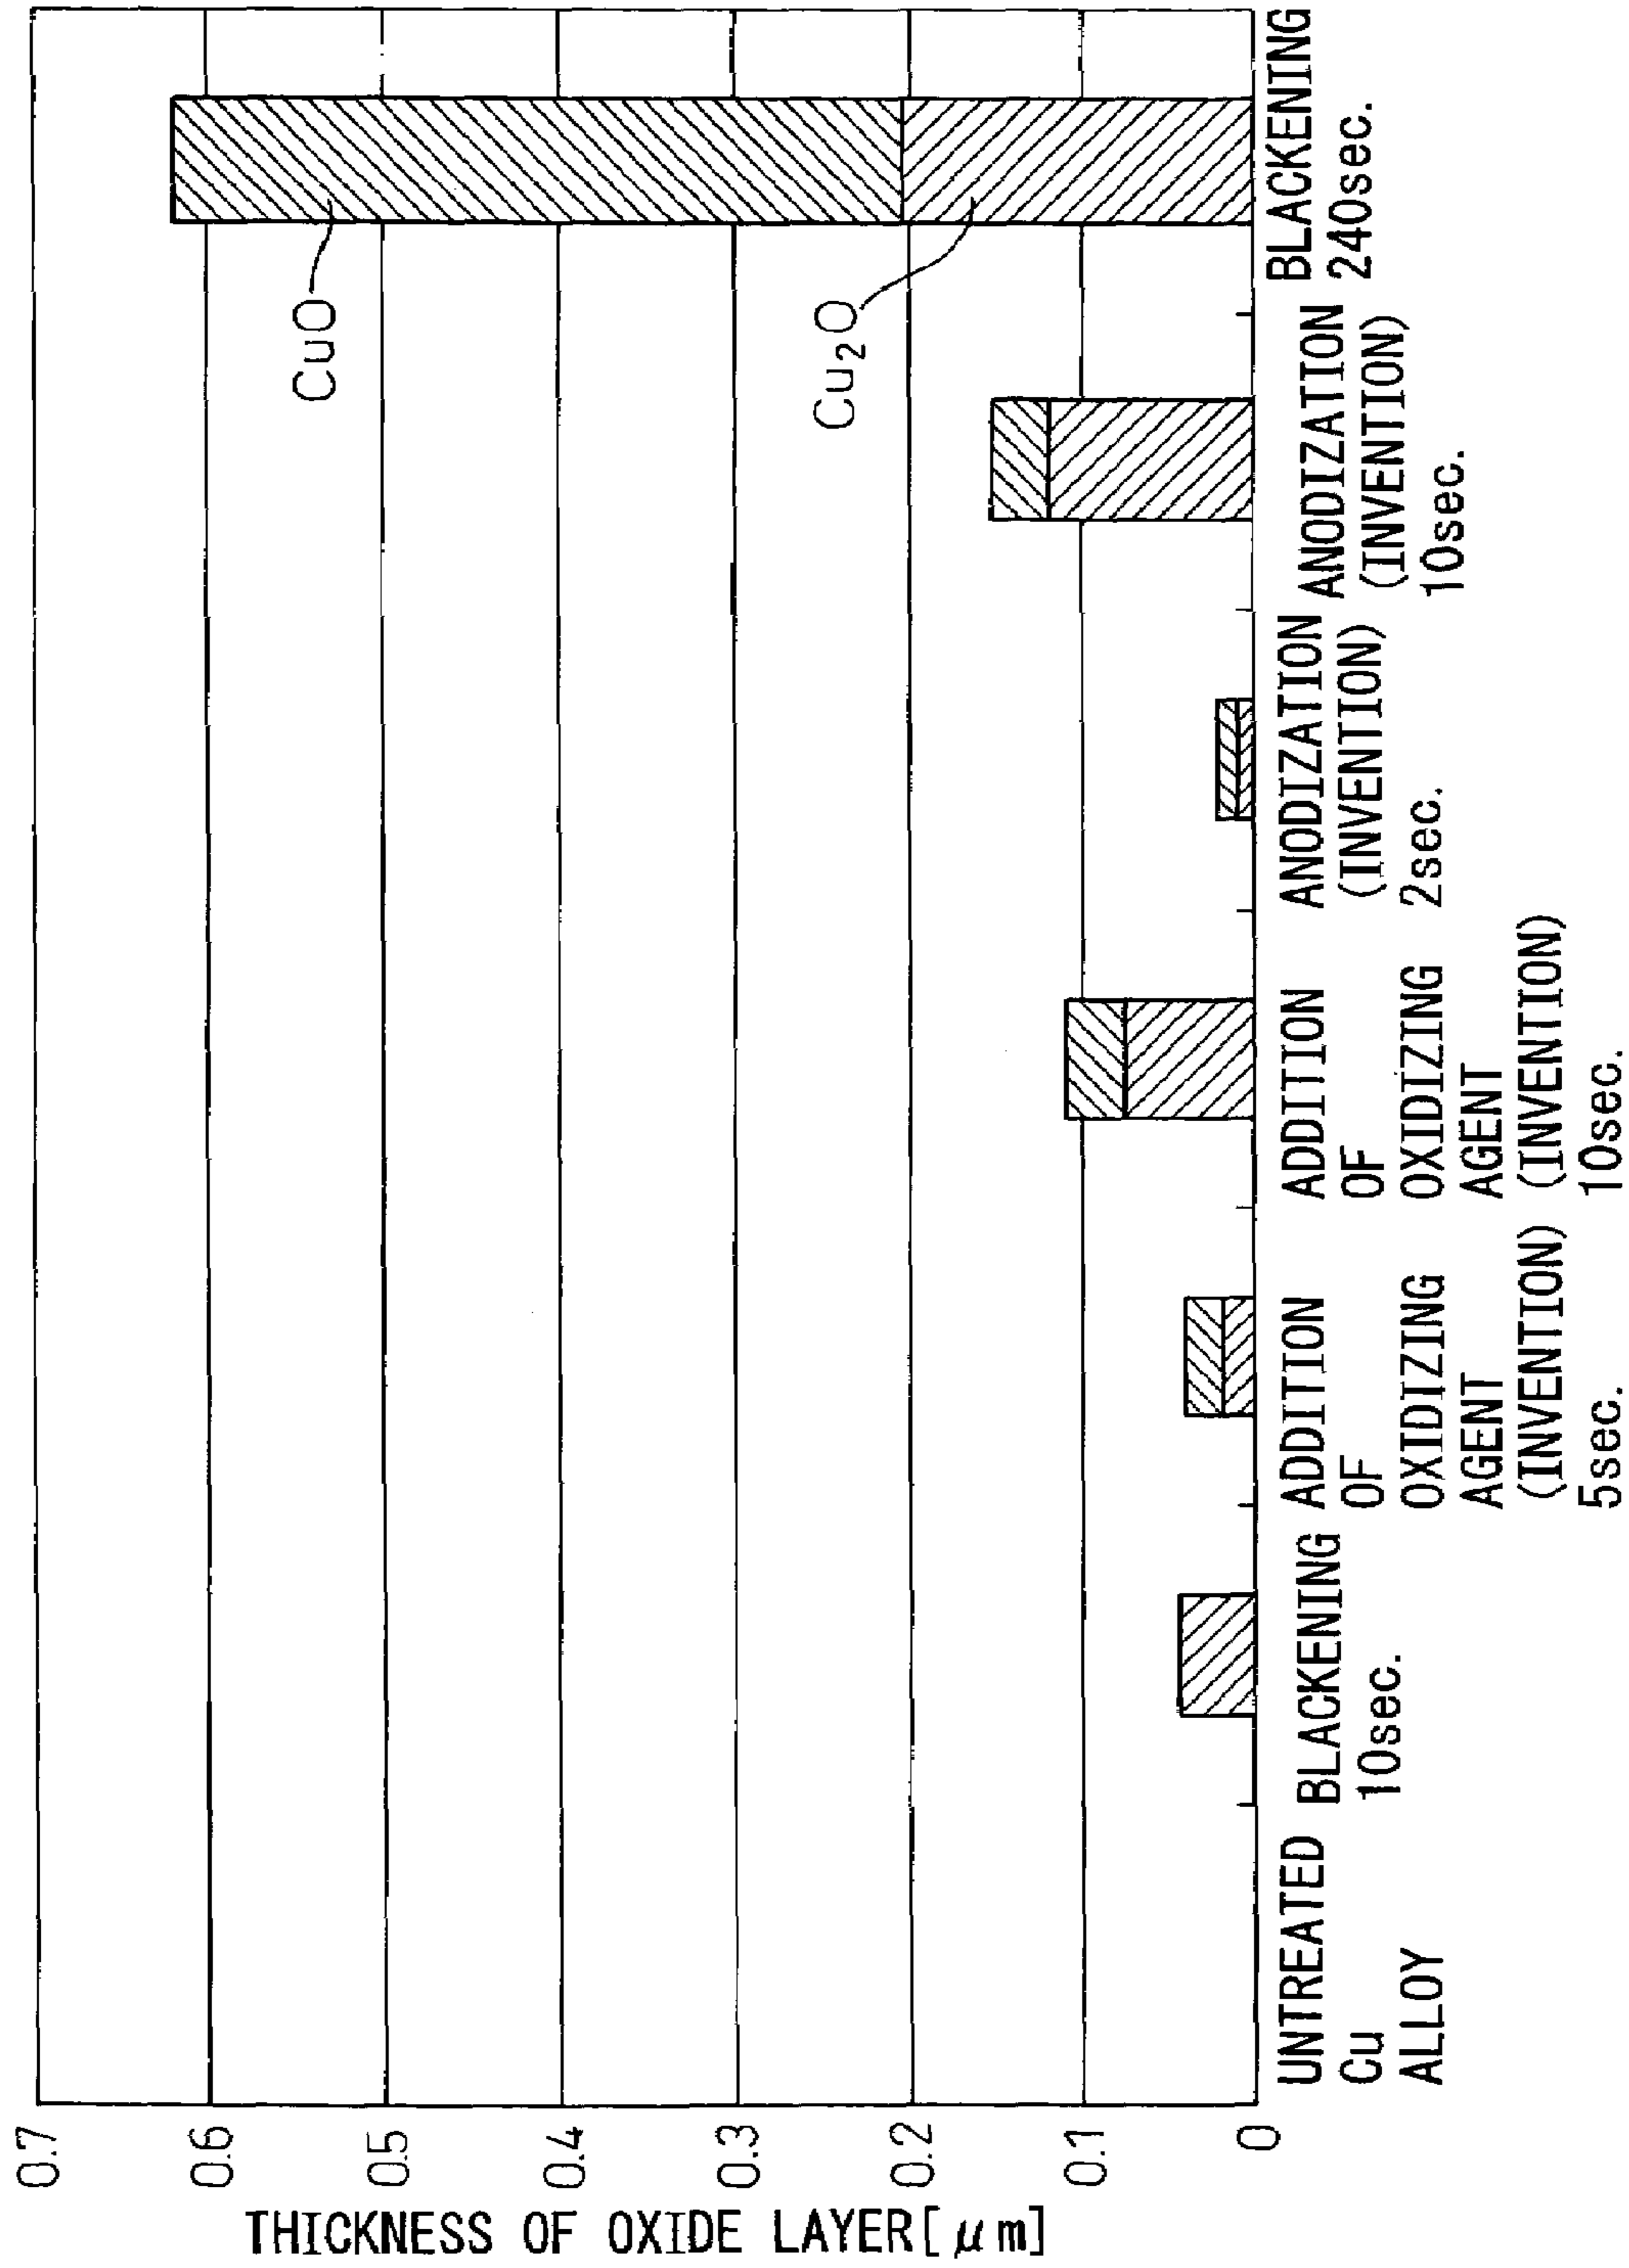 THICKNESS OF OXIDE LAYER[μm]
0.7
0.6
0.5
0.4
0.3
0.2
0.1
0
CuO
Cu₂O
UNTREATED
Cu
ALLOY
BLACKENING
10sec.
ADDITION
OF
OXIDIZING
AGENT
(INVENTION)
5sec.
ADDITION
OF
OXIDIZING
AGENT
(INVENTION)
10sec.
ANODIZATION
(INVENTION)
2sec.
ANODIZATION
(INVENTION)
10sec.
BLACKENING
240sec.